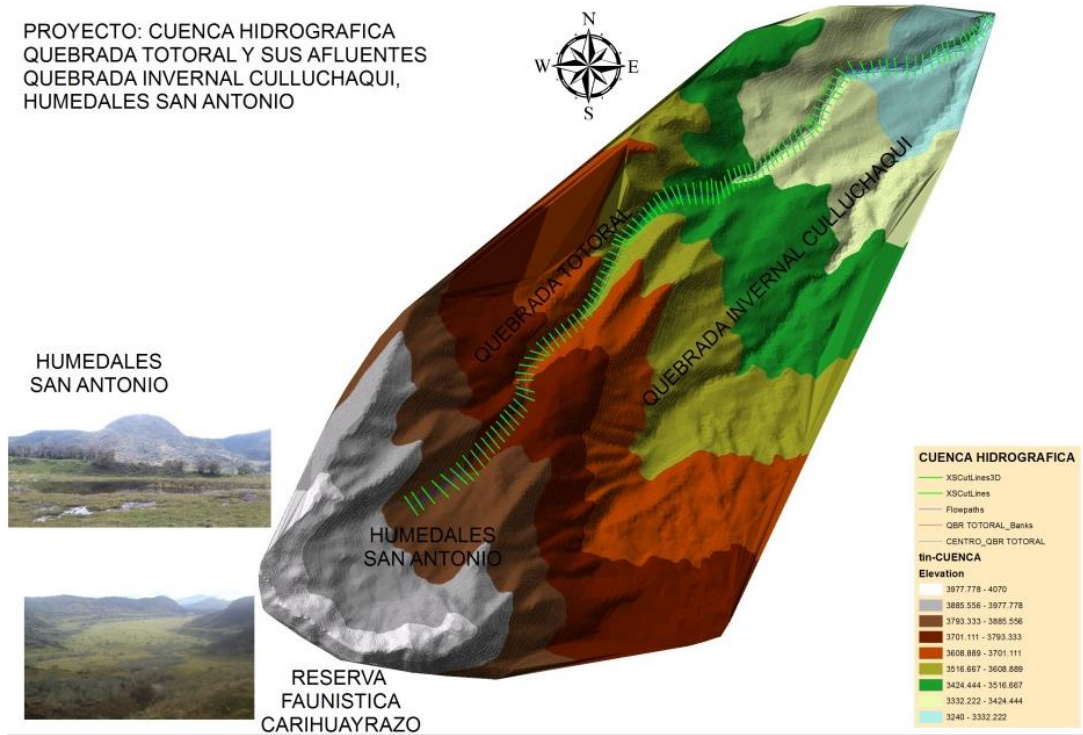 PROYECTO: CUENCA HIDROGRAFICA
QUEBRADA TOTORAL Y SUS AFLUENTES
QUEBRADA INVERNAL CULLUCHAQUI,
HUMEDALES SAN ANTONIO
N
W
E
S
QUEBRADA TOTORAL
QUEBRADA INVERNAL CULLUCHAQUI
HUMEDALES
SAN ANTONIO
HUMEDALES
SAN ANTONIO
RESERVA
FAUNISTICA
CARIHUAYRAZO
CUENCA HIDROGRAFICA
XSCutLines3D
XSCutLines
Flowpaths
QBR TOTORAL_Banks
CENTRO_QBR TOTORAL
tin-CUENCA
Elevation
3977.778 - 4070
3885.556 - 3977.778
3793.333 - 3885.556
3701.111 - 3793.333
3608.889 - 3701.111
3516.667 - 3608.889
3424.444 - 3516.667
3332.222 - 3424.444
3240 - 3332.222